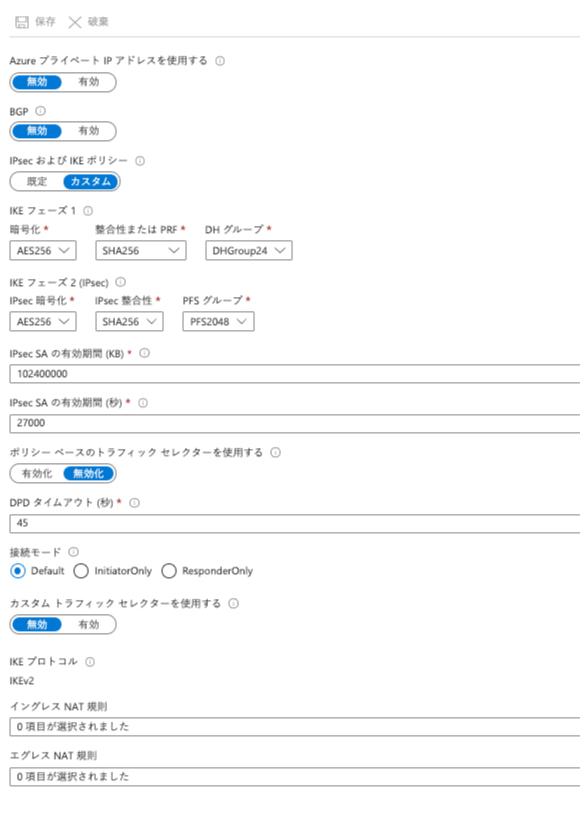 保存 破棄
Azure プライベート IP アドレスを使用する
無効 有効
BGP
無効 有効
IPsec および IKE ポリシー
既定 カスタム
IKE フェーズ 1
暗号化 * 整合性または PRF * DH グループ *
AES256 SHA256 DHGroup24
IKE フェーズ 2 (IPsec)
IPsec 暗号化 * IPsec 整合性 * PFS グループ *
AES256 SHA256 PFS2048
IPsec SA の有効期間 (KB) *
102400000
IPsec SA の有効期間 (秒) *
27000
ポリシー ベースのトラフィック セレクターを使用する
有効化 無効化
DPD タイムアウト (秒) *
45
接続モード
Default InitiatorOnly ResponderOnly
カスタム トラフィック セレクターを使用する
無効 有効
IKE プロトコル
IKEv2
イングレス NAT 規則
0 項目が選択されました
エグレス NAT 規則
0 項目が選択されました